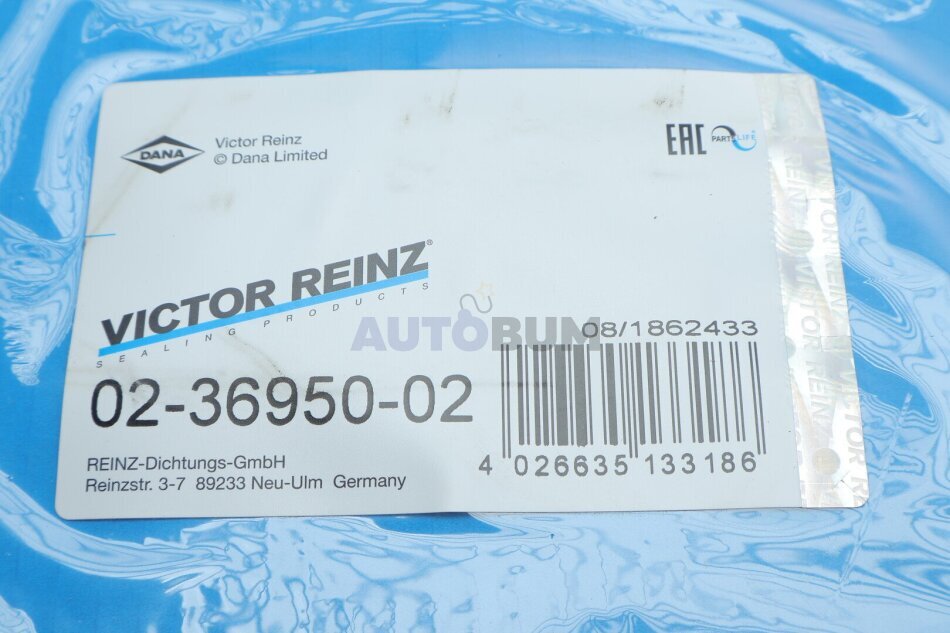 DANA
Victor Reinz
© Dana Limited
EAC
PARTSLIFE®
VICTOR REINZ®
SEALING PRODUCTS
AUTOBUM
08/1862433
02-36950-02
4 026635 133186
REINZ-Dichtungs-GmbH
Reinzstr. 3-7 89233 Neu-Ulm Germany